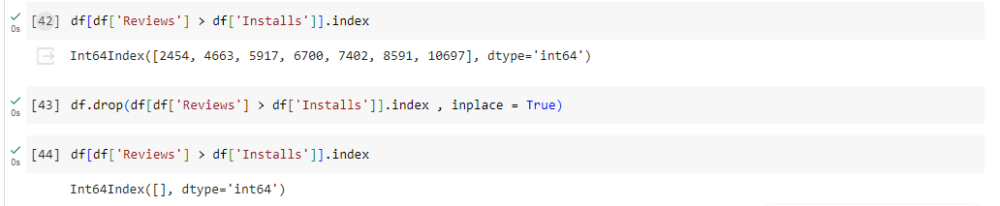 [42] df[df['Reviews'] > df['Installs']].index
0s
Int64Index([2454, 4663, 5917, 6700, 7402, 8591, 10697], dtype='int64')
[43] df.drop(df[df['Reviews'] > df['Installs']].index , inplace = True)
0s
[44] df[df['Reviews'] > df['Installs']].index
0s
Int64Index([], dtype='int64')